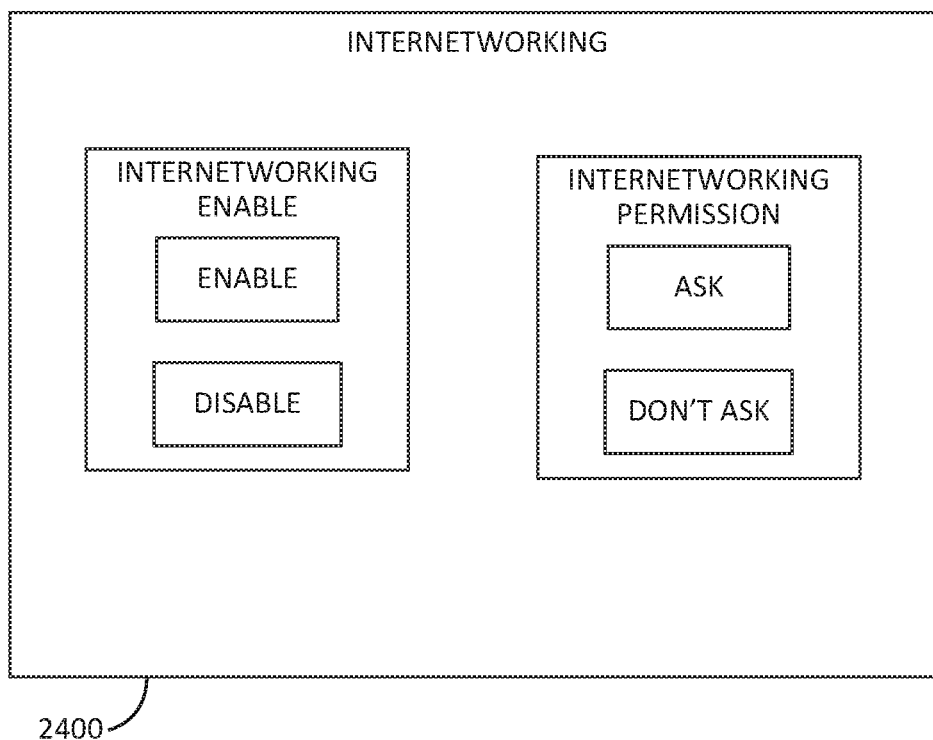 INTERNETWORKING
INTERNETWORKING
ENABLE
ENABLE
DISABLE
INTERNETWORKING
PERMISSION
ASK
DON'T ASK
2400